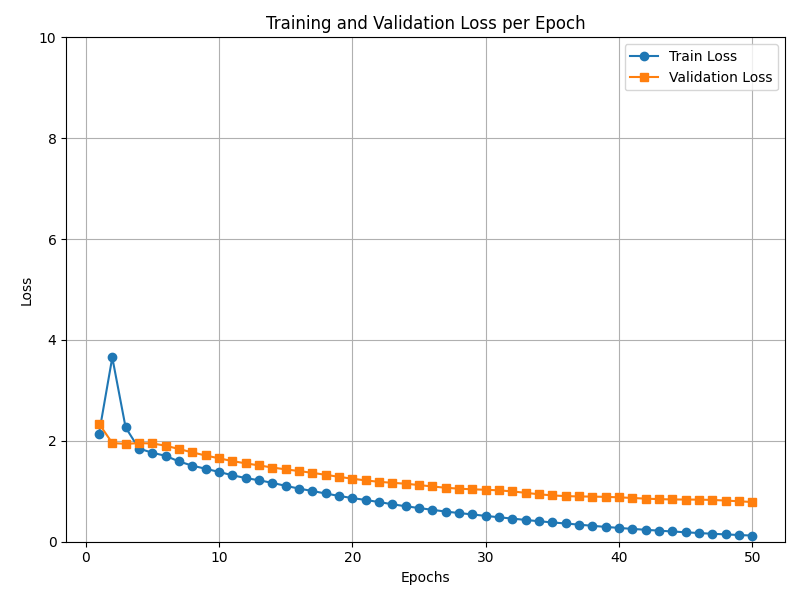 Training and Validation Loss per Epoch
10
8
6
4
2
0
Loss
Train Loss
Validation Loss
0 10 20 30 40 50
Epochs